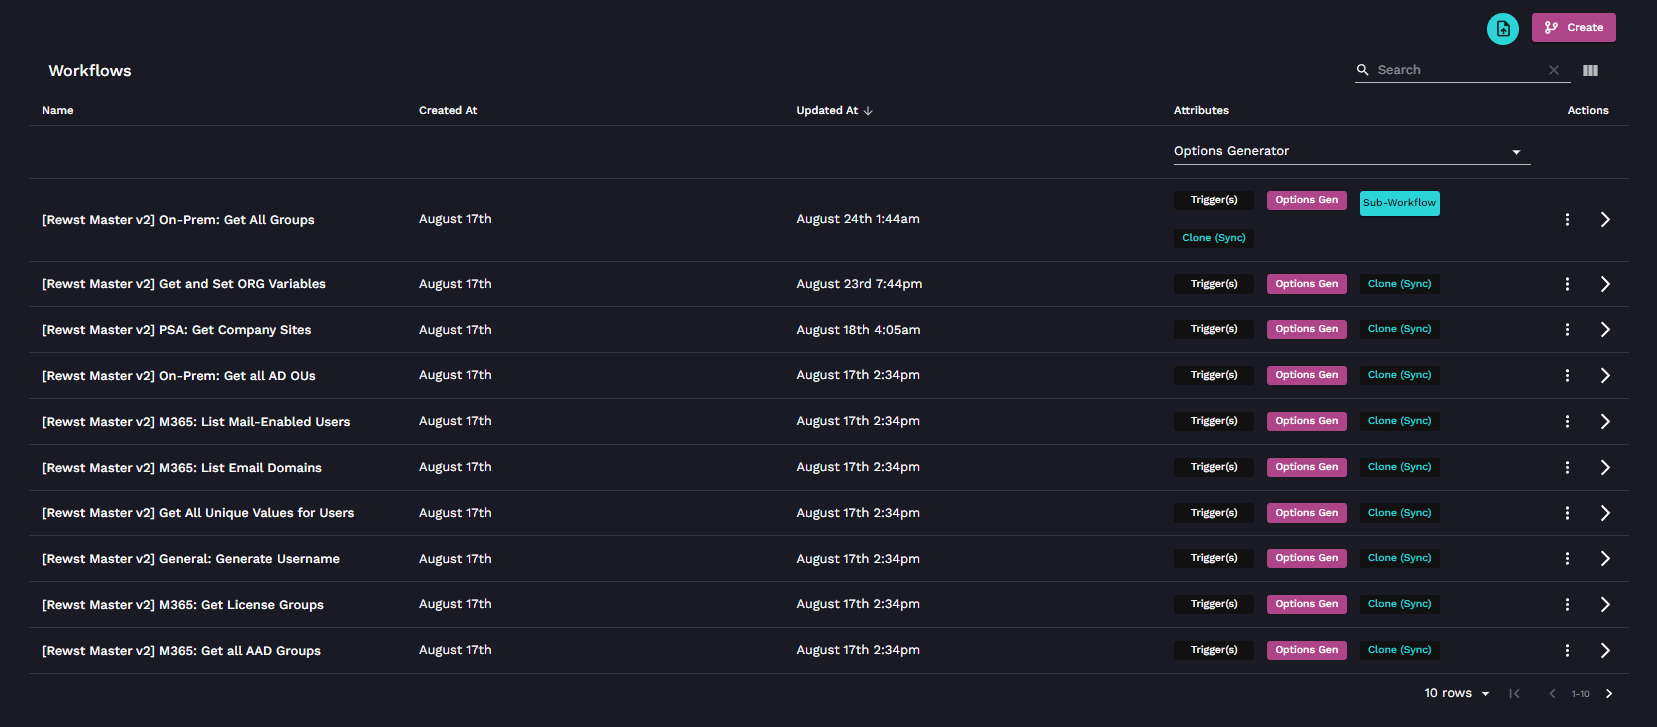 Create
Workflows
Search
Name Created At Updated At Attributes Actions
Options Generator
[Rewst Master v2] On-Prem: Get All Groups August 17th August 24th 1:44am Trigger(s) Options Gen Sub-Workflow
Clone (Sync)
[Rewst Master v2] Get and Set ORG Variables August 17th August 23rd 7:44pm Trigger(s) Options Gen Clone (Sync)
[Rewst Master v2] PSA: Get Company Sites August 17th August 18th 4:05am Trigger(s) Options Gen Clone (Sync)
[Rewst Master v2] On-Prem: Get all AD OUs August 17th August 17th 2:34pm Trigger(s) Options Gen Clone (Sync)
[Rewst Master v2] M365: List Mail-Enabled Users August 17th August 17th 2:34pm Trigger(s) Options Gen Clone (Sync)
[Rewst Master v2] M365: List Email Domains August 17th August 17th 2:34pm Trigger(s) Options Gen Clone (Sync)
[Rewst Master v2] Get All Unique Values for Users August 17th August 17th 2:34pm Trigger(s) Options Gen Clone (Sync)
[Rewst Master v2] General: Generate Username August 17th August 17th 2:34pm Trigger(s) Options Gen Clone (Sync)
[Rewst Master v2] M365: Get License Groups August 17th August 17th 2:34pm Trigger(s) Options Gen Clone (Sync)
[Rewst Master v2] M365: Get all AAD Groups August 17th August 17th 2:34pm Trigger(s) Options Gen Clone (Sync)
10 rows 1-10